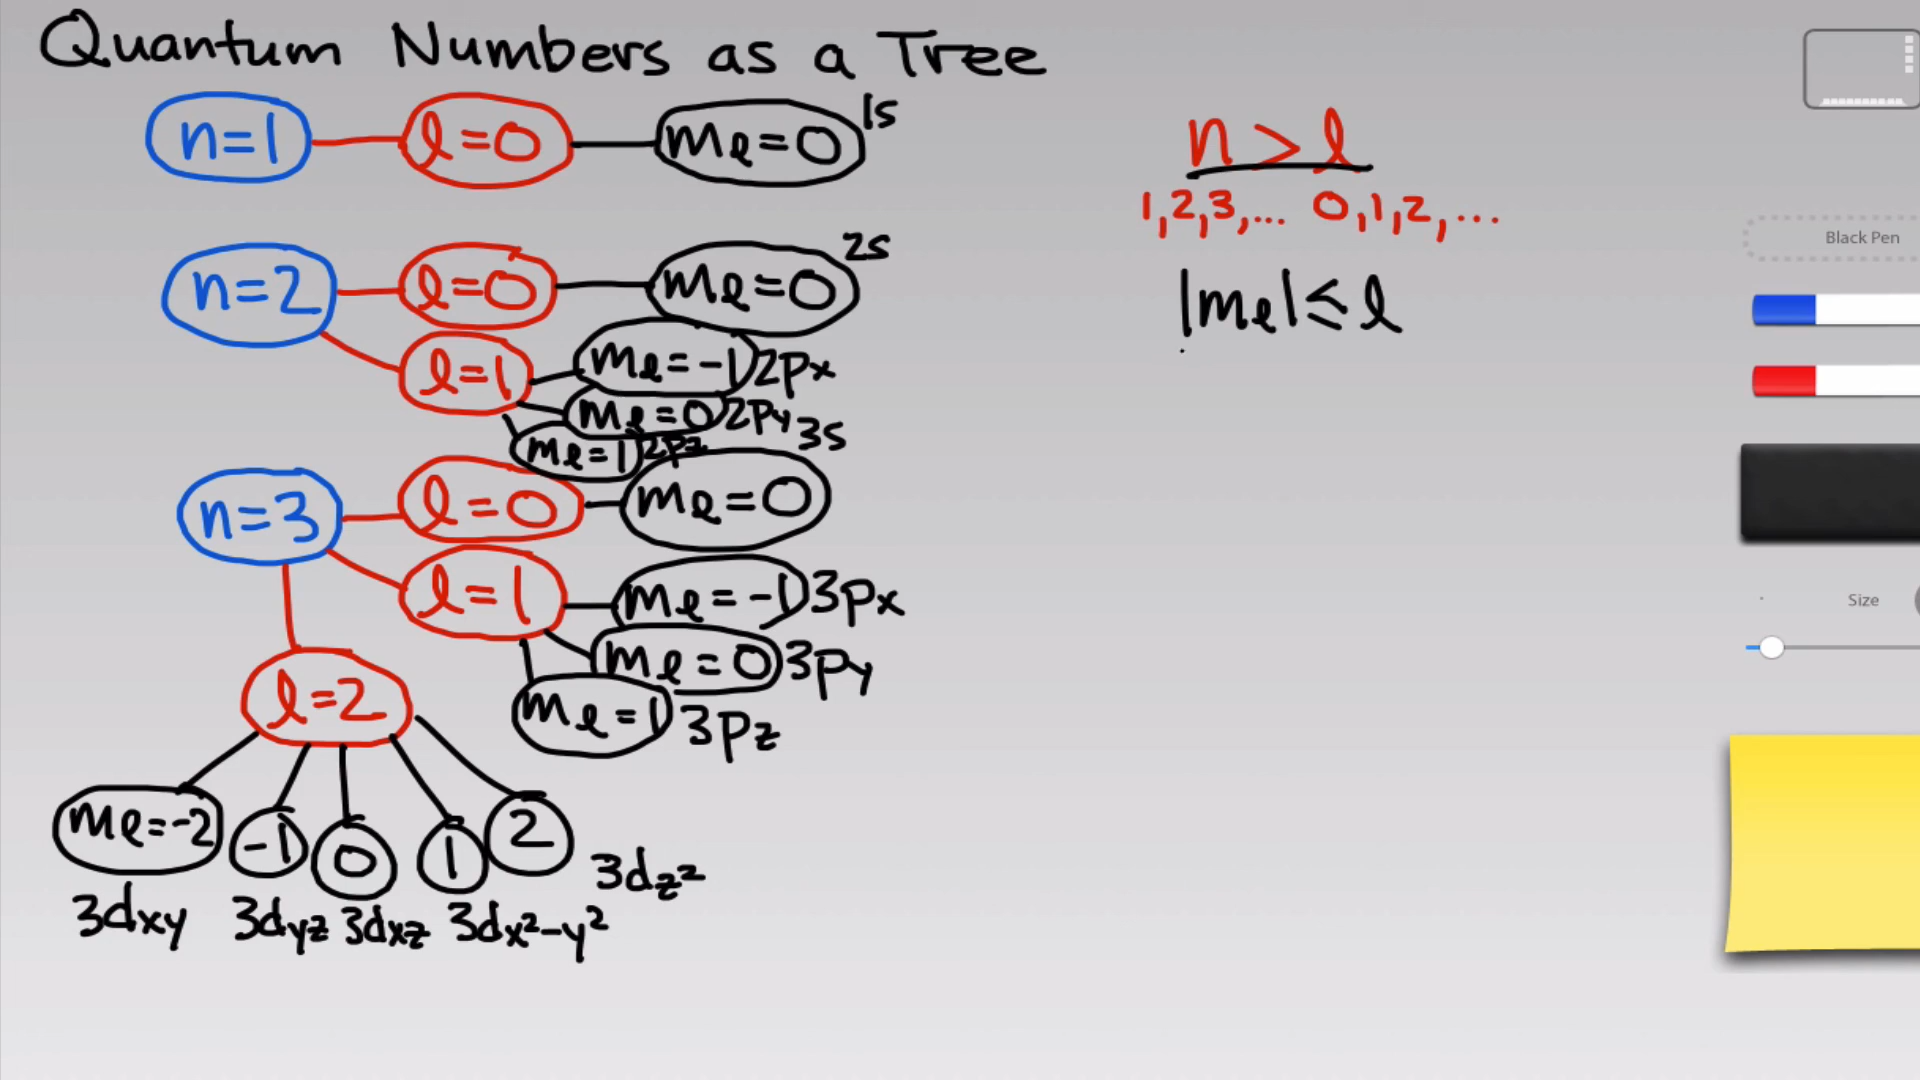 Quantum Numbers as a Tree
n=1 l=0 mₗ=0 1s
n=2 l=0 mₗ=0 2s
l=1 mₗ=-1 2px
mₗ=0 2py
mₗ=1 2pz
n=3 l=0 mₗ=0 3s
l=1 mₗ=-1 3px
mₗ=0 3py
mₗ=1 3pz
l=2
mₗ=-2 -1 0 1 2
3dxy 3dyz 3dxz 3dx²-y² 3dz²
n > l
1,2,3,... 0,1,2,...
|mₗ| ≤ l
Black Pen
Size